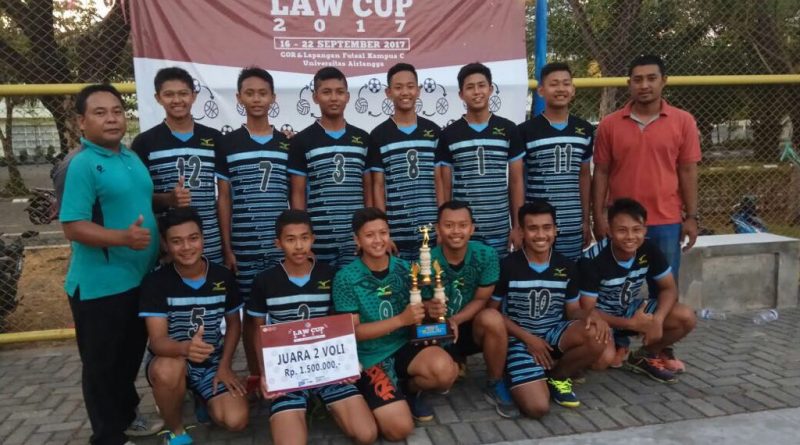 LAW CUP
2017
16 - 22 SEPTEMBER 2017
GOR & Lapangan Futsal Kampus C
Universitas Airlangga
12
7
3
8
1
11
5
2
10
6
LAW CUP
JUARA 2 VOLI
Rp. 1.500.000,-